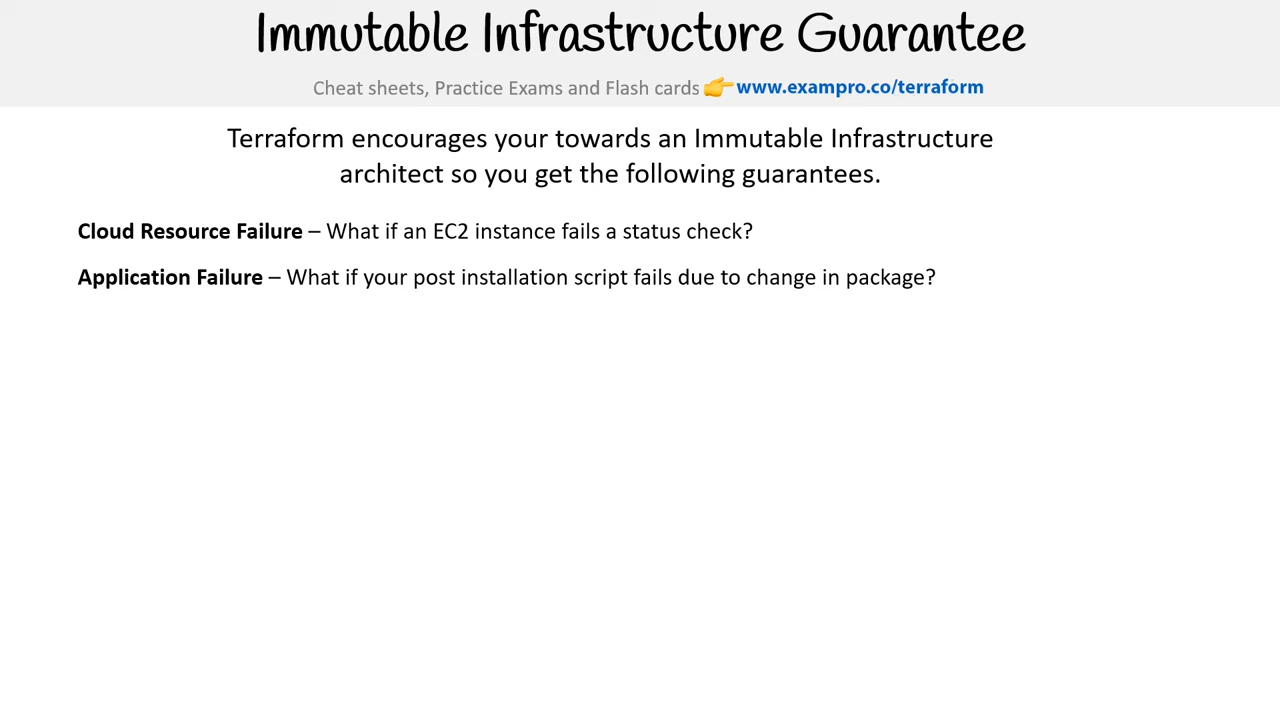 Immutable Infrastructure Guarantee
Cheat sheets, Practice Exams and Flash cards 👉 www.exampro.co/terraform
Terraform encourages your towards an Immutable Infrastructure
architect so you get the following guarantees.
Cloud Resource Failure – What if an EC2 instance fails a status check?
Application Failure – What if your post installation script fails due to change in package?